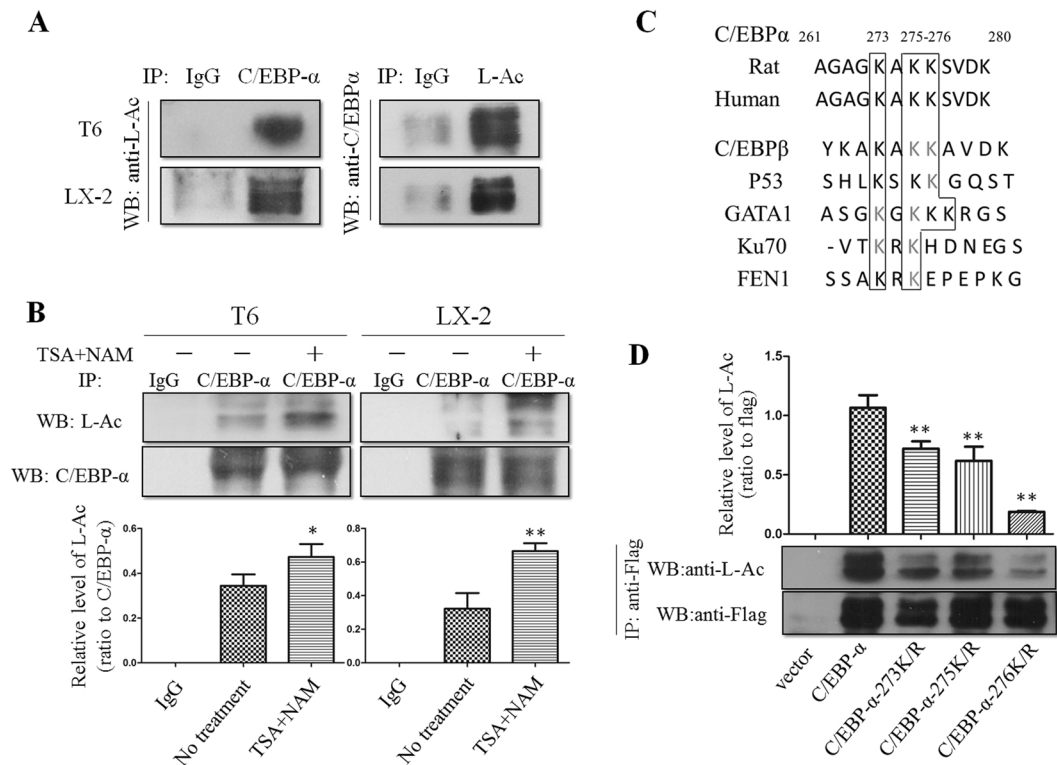 A
IP: IgG C/EBP-α
IP: IgG L-Ac
T6
LX-2
WB: anti-L-Ac
WB: anti-C/EBPα
B
T6 LX-2
TSA+NAM − − + − − +
IP: IgG C/EBP-α C/EBP-α IgG C/EBP-α C/EBP-α
WB: L-Ac
WB: C/EBP-α
Relative level of L-Ac
(ratio to C/EBP-α)
0.6
0.4
0.2
0.0
*
0.8
0.6
0.4
0.2
0.0
**
IgG
No treatment
TSA+NAM
IgG
No treatment
TSA+NAM
C
C/EBPα 261 273 275-276 280
Rat AGAGKAKKSVDK
Human AGAGKAKKSVDK
C/EBPβ YKAKAKKAVDK
P53 SHLKSKKGQST
GATA1 ASGKGKKKRGS
Ku70 -VTKRKHDNEGS
FEN1 SSAKRKEPEPKG
D
Relative level of L-Ac
(ratio to flag)
1.5
1.0
0.5
0.0
**
**
**
IP: anti-Flag
WB:anti-L-Ac
WB:anti-Flag
vector
C/EBP-α
C/EBP-α-273K/R
C/EBP-α-275K/R
C/EBP-α-276K/R